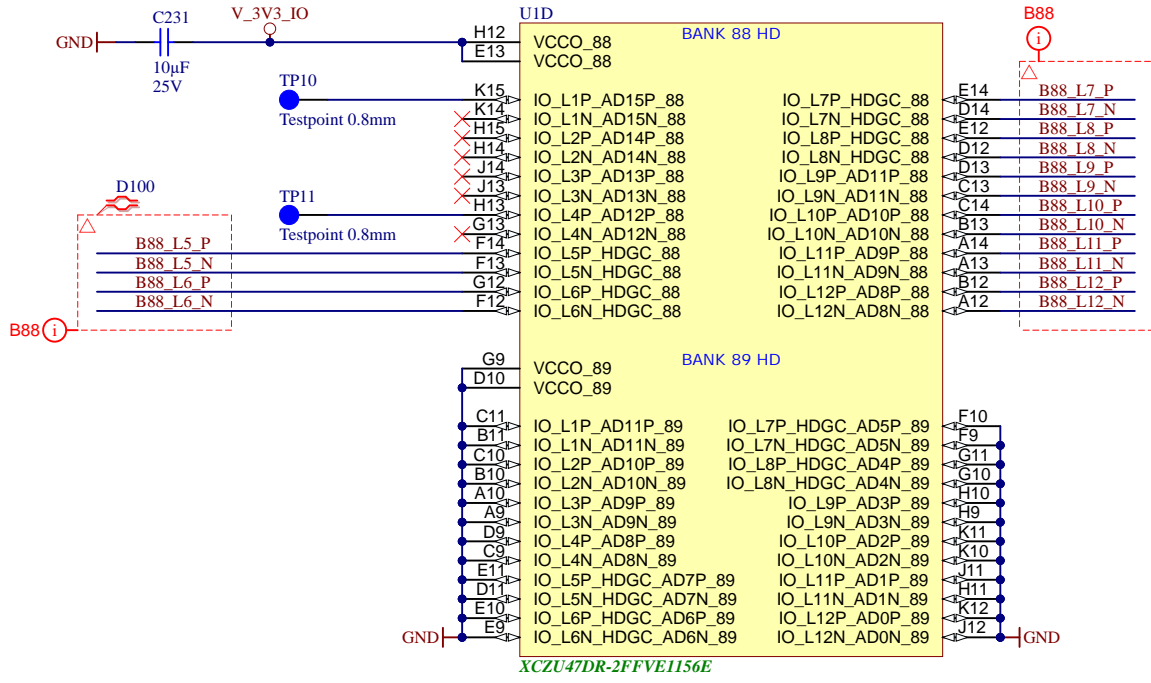 C231
V_3V3_IO
GND
10µF
25V
U1D
B88
i
BANK 88 HD
H12 VCCO_88
E13 VCCO_88
TP10
Testpoint 0.8mm
K15 IO_L1P_AD15P_88 IO_L7P_HDGC_88 E14 B88_L7_P
K14 IO_L1N_AD15N_88 IO_L7N_HDGC_88 D14 B88_L7_N
H15 IO_L2P_AD14P_88 IO_L8P_HDGC_88 E12 B88_L8_P
H14 IO_L2N_AD14N_88 IO_L8N_HDGC_88 D12 B88_L8_N
J14 IO_L3P_AD13P_88 IO_L9P_AD11P_88 D13 B88_L9_P
J13 IO_L3N_AD13N_88 IO_L9N_AD11N_88 C13 B88_L9_N
D100
TP11
Testpoint 0.8mm
H13 IO_L4P_AD12P_88 IO_L10P_AD10P_88 C14 B88_L10_P
G13 IO_L4N_AD12N_88 IO_L10N_AD10N_88 B13 B88_L10_N
B88_L5_P F14 IO_L5P_HDGC_88 IO_L11P_AD9P_88 A14 B88_L11_P
B88_L5_N F13 IO_L5N_HDGC_88 IO_L11N_AD9N_88 A13 B88_L11_N
B88_L6_P G12 IO_L6P_HDGC_88 IO_L12P_AD8P_88 B12 B88_L12_P
B88_L6_N F12 IO_L6N_HDGC_88 IO_L12N_AD8N_88 A12 B88_L12_N
B88 i
BANK 89 HD
G9 VCCO_89
D10 VCCO_89
C11 IO_L1P_AD11P_89 IO_L7P_HDGC_AD5P_89 F10
B11 IO_L1N_AD11N_89 IO_L7N_HDGC_AD5N_89 F9
C10 IO_L2P_AD10P_89 IO_L8P_HDGC_AD4P_89 G11
B10 IO_L2N_AD10N_89 IO_L8N_HDGC_AD4N_89 G10
A10 IO_L3P_AD9P_89 IO_L9P_AD3P_89 H10
A9 IO_L3N_AD9N_89 IO_L9N_AD3N_89 H9
D9 IO_L4P_AD8P_89 IO_L10P_AD2P_89 K11
C9 IO_L4N_AD8N_89 IO_L10N_AD2N_89 K10
E11 IO_L5P_HDGC_AD7P_89 IO_L11P_AD1P_89 J11
D11 IO_L5N_HDGC_AD7N_89 IO_L11N_AD1N_89 H11
E10 IO_L6P_HDGC_AD6P_89 IO_L12P_AD0P_89 K12
GND E9 IO_L6N_HDGC_AD6N_89 IO_L12N_AD0N_89 J12 GND
XCZU47DR-2FFVE1156E